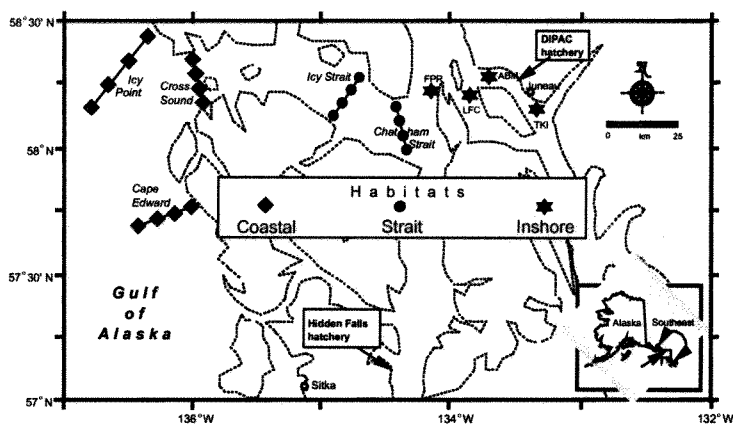 58°30'N
58°N
57°30'N
57°N
136°W
134°W
132°W
Icy
Point
Cross
Sound
Icy Strait
Chatham
Strait
FPR
LFC
ABM
Juneau
TKI
DIPAC
hatchery
N
0 25
km
Cape
Edward
Habitats
Coastal Strait Inshore
Gulf
of
Alaska
Hidden Falls
hatchery
Sitka
Alaska
Southeast